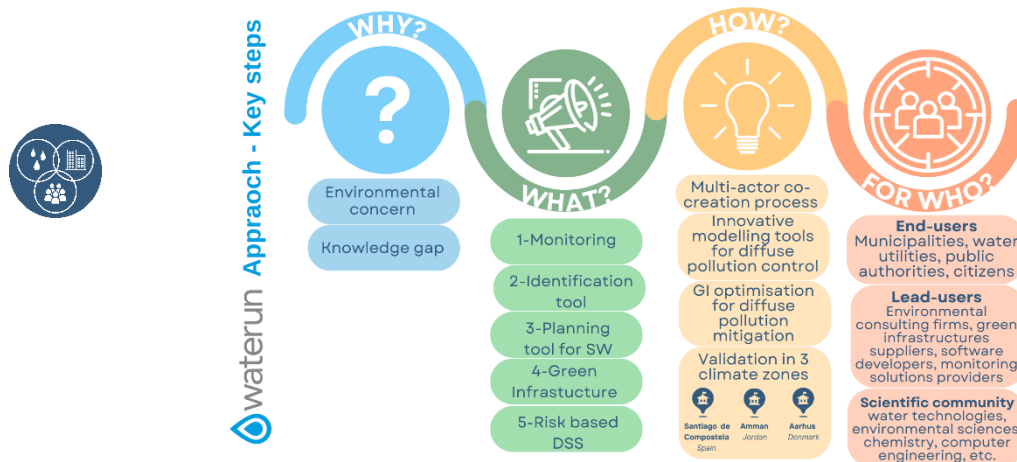 waterun Appraoch - Key steps
WHY?
?
Environmental
concern
Knowledge gap
WHAT?
1-Monitoring
2-Identification
tool
3-Planning
tool for SW
4-Green
Infrastucture
5-Risk based
DSS
HOW?
Multi-actor co-
creation process
Innovative
modelling tools
for diffuse
pollution control
GI optimisation
for diffuse
pollution
mitigation
Validation in 3
climate zones
Santiago de
Compostela
Spain
Amman
Jordan
Aarhus
Denmark
FOR WHO?
End-users
Municipalities, water
utilities, public
authorities, citizens
Lead-users
Environmental
consulting firms, green
infrastructures
suppliers, software
developers, monitoring
solutions providers
Scientific community
water technologies,
environmental sciences
chemistry, computer
engineering, etc.